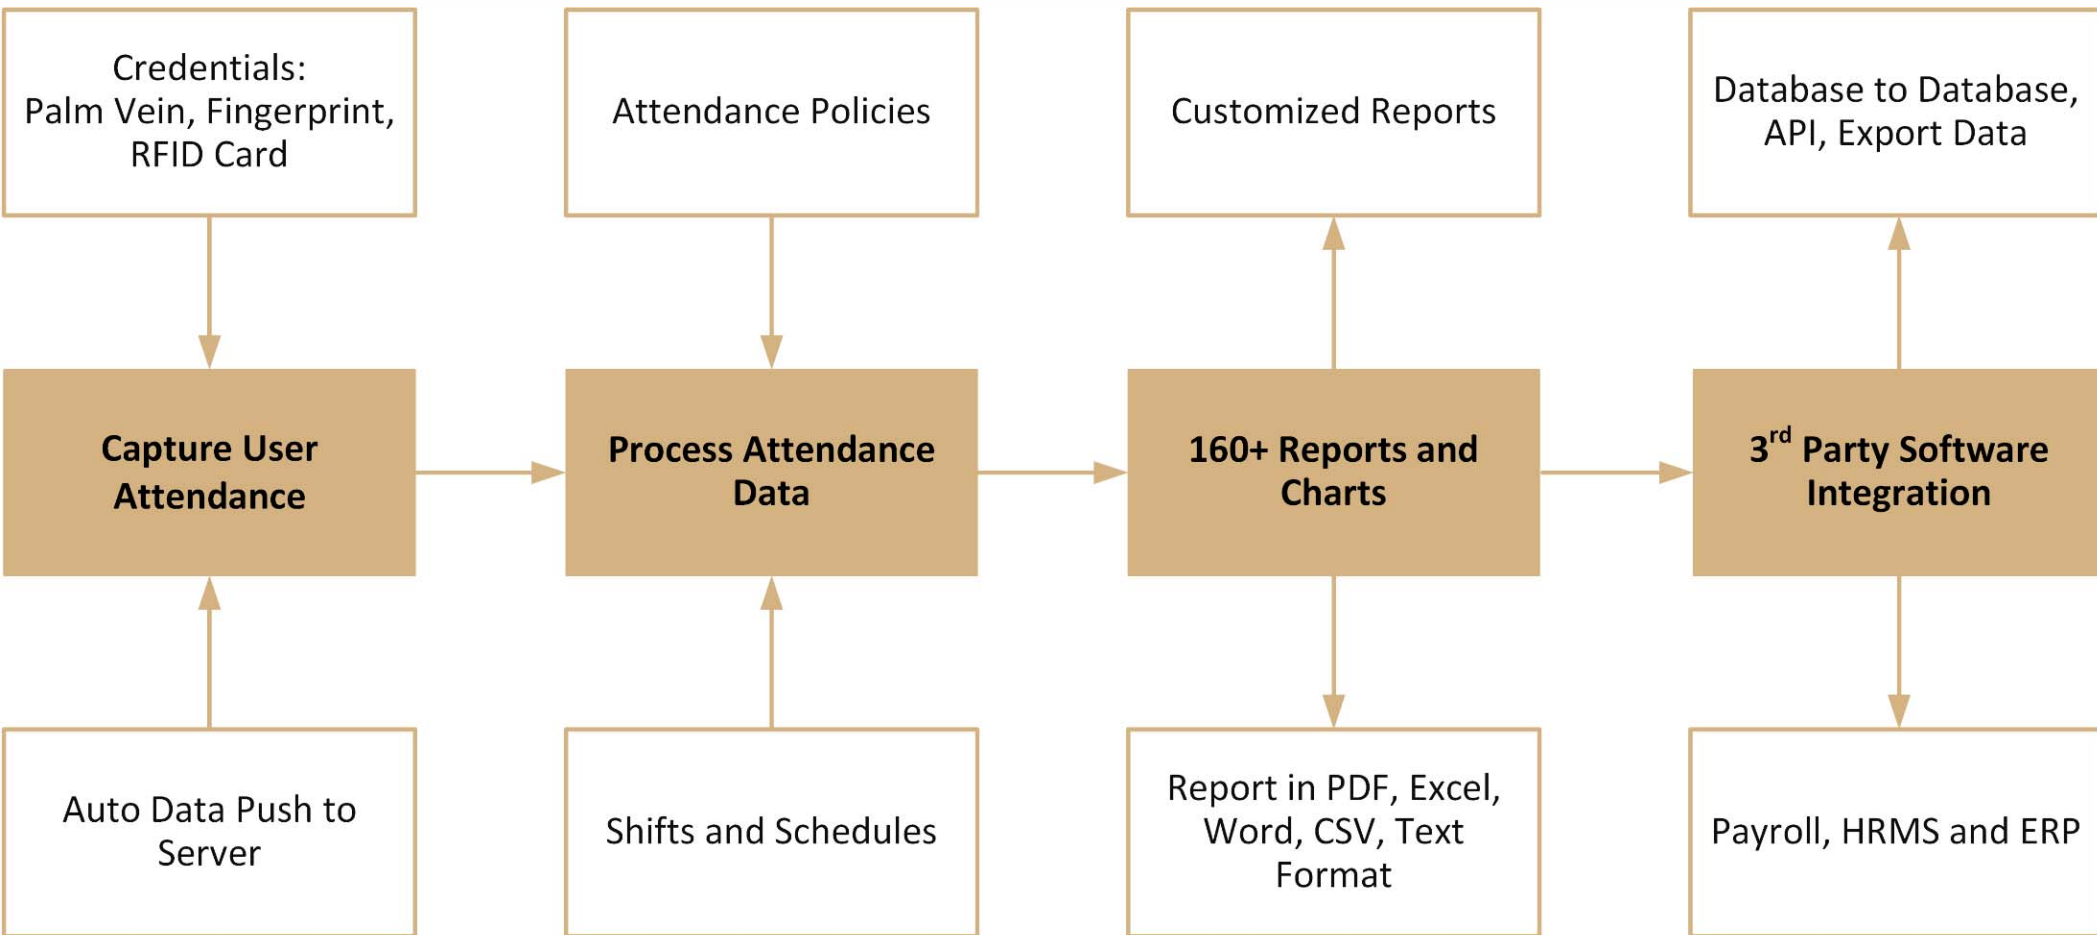 Credentials:
Palm Vein, Fingerprint,
RFID Card
Attendance Policies
Customized Reports
Database to Database,
API, Export Data
Capture User
Attendance
Process Attendance
Data
160+ Reports and
Charts
3rd Party Software
Integration
Auto Data Push to
Server
Shifts and Schedules
Report in PDF, Excel,
Word, CSV, Text
Format
Payroll, HRMS and ERP